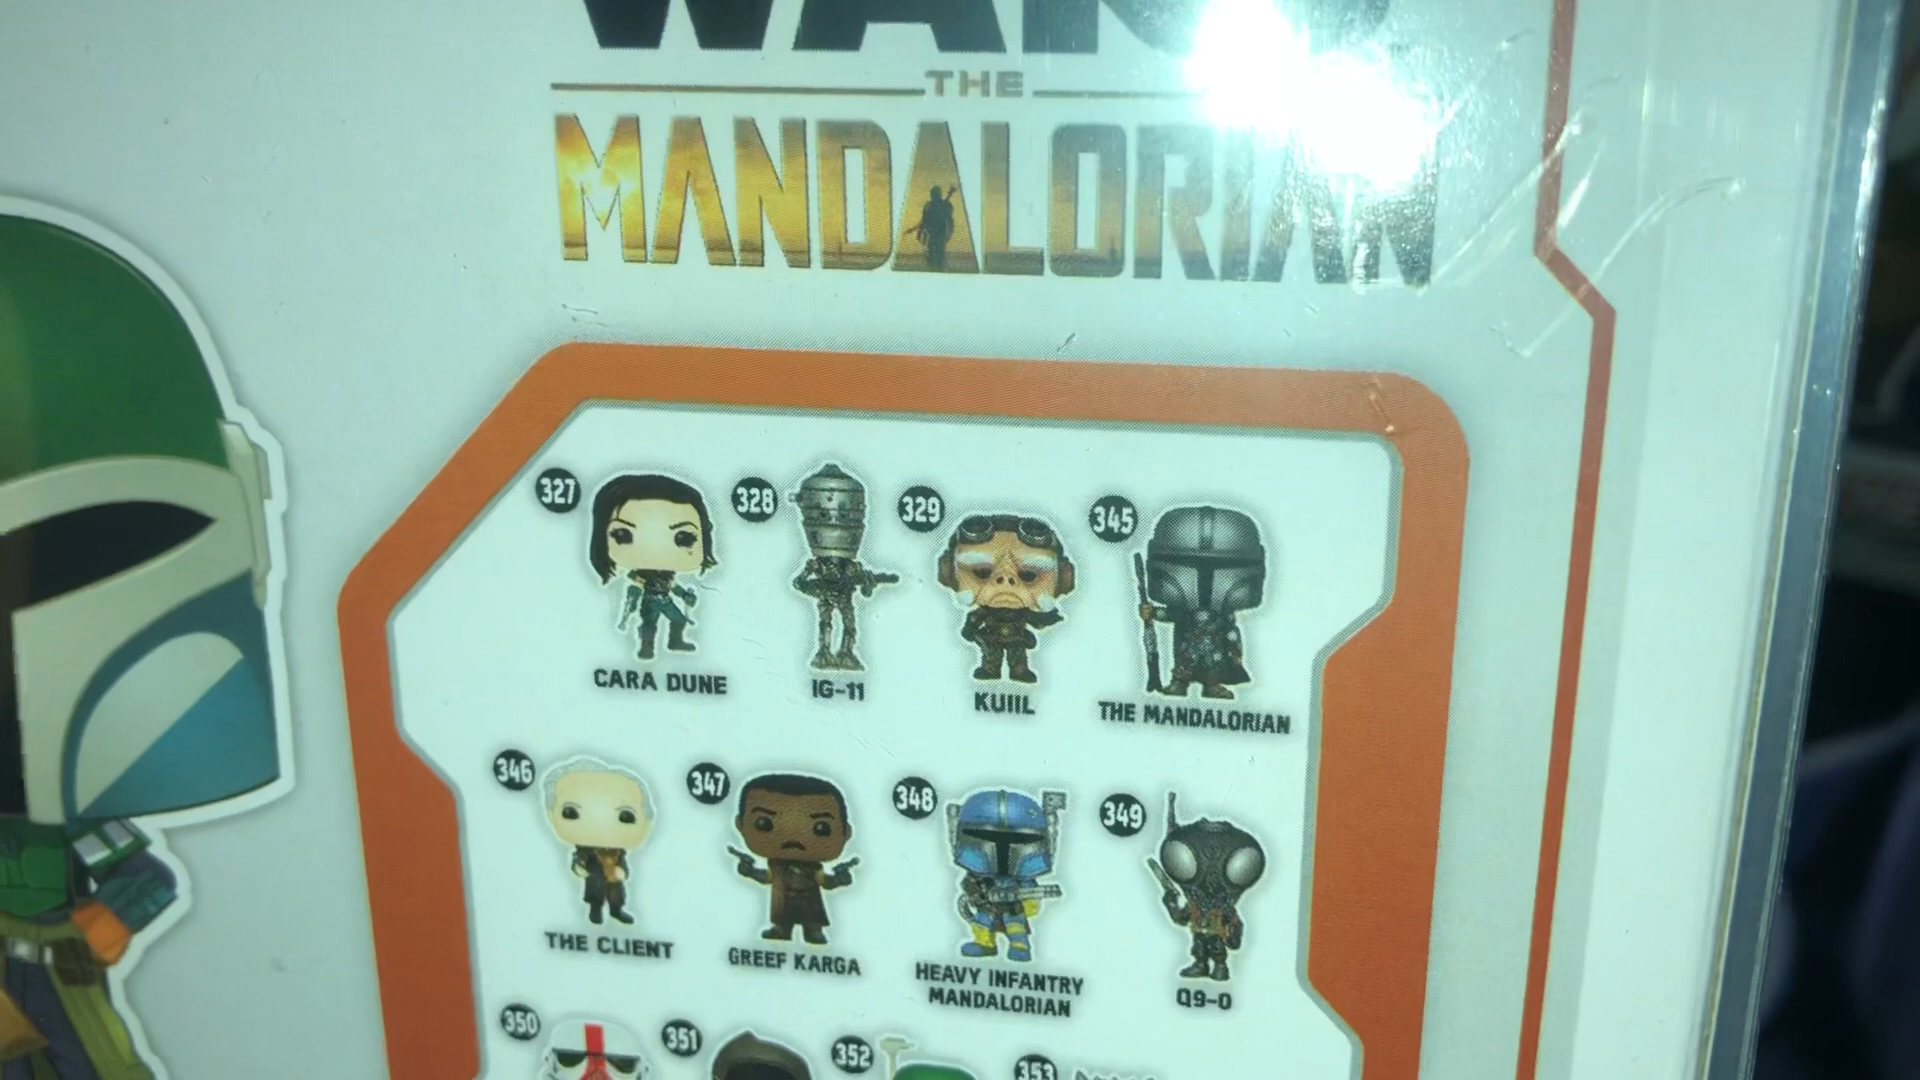 WARS
THE
MANDALORIAN
327 328 329 345
CARA DUNE IG-11 KUIIL THE MANDALORIAN
346 347 348 349
THE CLIENT GREEF KARGA HEAVY INFANTRY MANDALORIAN Q9-0
350 351 352 353